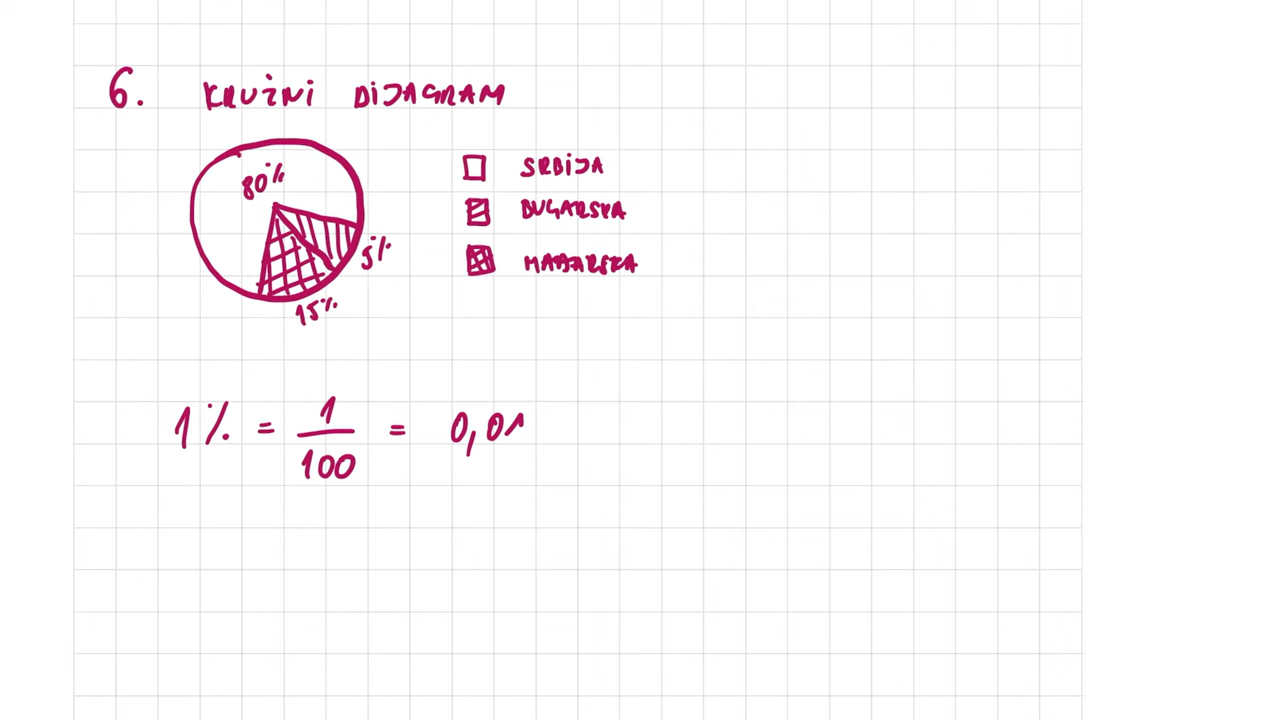 6. KRUŽNI DIJAGRAM
80%
5%
15%
SRBIJA
BUGARSKA
MAĐARSKA
1% = 1/100 = 0,01